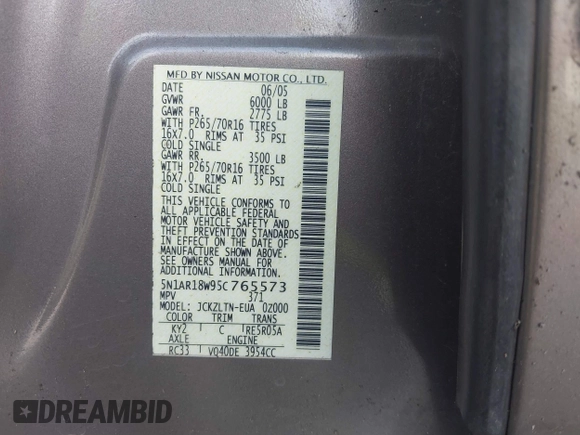 MFD BY NISSAN MOTOR CO., LTD.
DATE 06/05
GVWR 6000 LB
GAWR FR. 2775 LB
WITH P265/70R16 TIRES
16x7.0 RIMS AT 35 PSI
COLD SINGLE
GAWR RR. 3500 LB
WITH P265/70R16 TIRES
16x7.0 RIMS AT 35 PSI
COLD SINGLE
THIS VEHICLE CONFORMS TO
ALL APPLICABLE FEDERAL
MOTOR VEHICLE SAFETY AND
THEFT PREVENTION STANDARDS
IN EFFECT ON THE DATE OF
MANUFACTURE SHOWN ABOVE.
SEE OWNERS MANUAL FOR
ADDITIONAL INFORMATION.
5N1AR18W95C765573
MPV 371
MODEL: JCKZLTN-EUA 0Z000
COLOR TRIM TRANS
KY2 C RE5R05A
AXLE ENGINE
RC33 VQ40DE 3954CC
DREAMBID